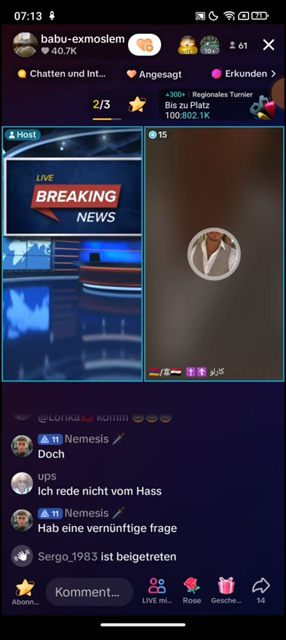 07:13
71
babu-exmoslem
40.7K
10+
61
Chatten und Int...
Angesagt
Erkunden
2/3
+300+ Regionales Turnier
Bis zu Platz
100:802.1K
Host
15
LIVE
BREAKING
NEWS
كارلو
komm
11 Nemesis
Doch
ups
Ich rede nicht vom Hass
11 Nemesis
Hab eine vernünftige frage
Sergo_1983 ist beigetreten
Abonn...
Komment...
LIVE mi...
Rose
Gesche...
14